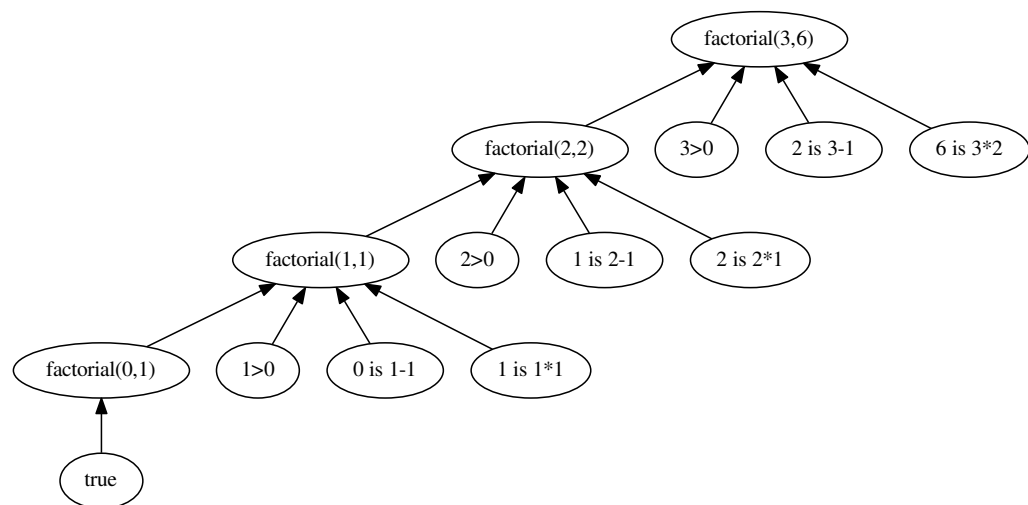 factorial(3,6)
factorial(2,2)
3>0
2 is 3-1
6 is 3*2
factorial(1,1)
2>0
1 is 2-1
2 is 2*1
factorial(0,1)
1>0
0 is 1-1
1 is 1*1
true